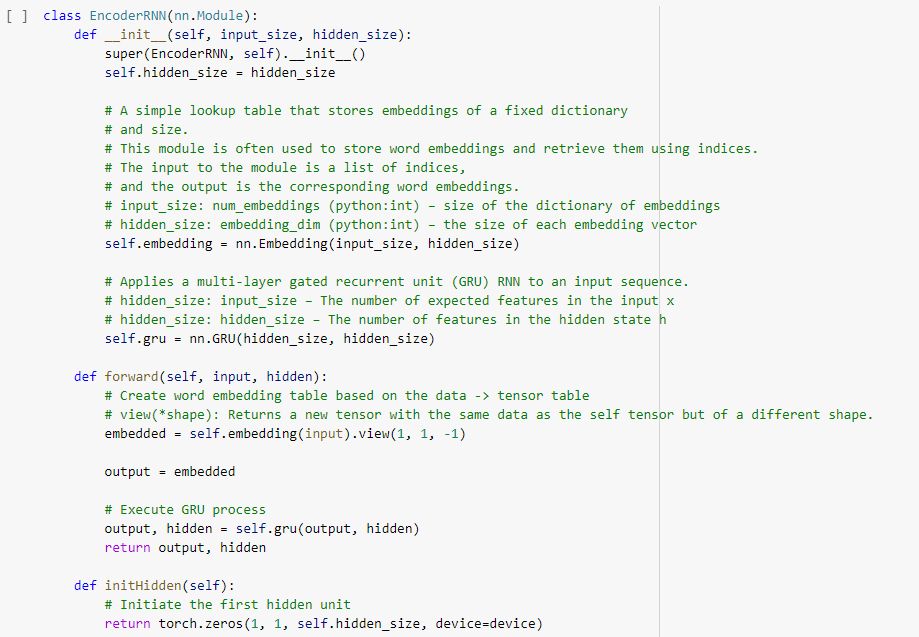 [ ] class EncoderRNN(nn.Module):
def __init__(self, input_size, hidden_size):
super(EncoderRNN, self).__init__()
self.hidden_size = hidden_size
# A simple lookup table that stores embeddings of a fixed dictionary
# and size.
# This module is often used to store word embeddings and retrieve them using indices.
# The input to the module is a list of indices,
# and the output is the corresponding word embeddings.
# input_size: num_embeddings (python:int) – size of the dictionary of embeddings
# hidden_size: embedding_dim (python:int) – the size of each embedding vector
self.embedding = nn.Embedding(input_size, hidden_size)
# Applies a multi-layer gated recurrent unit (GRU) RNN to an input sequence.
# hidden_size: input_size – The number of expected features in the input x
# hidden_size: hidden_size – The number of features in the hidden state h
self.gru = nn.GRU(hidden_size, hidden_size)
def forward(self, input, hidden):
# Create word embedding table based on the data -> tensor table
# view(*shape): Returns a new tensor with the same data as the self tensor but of a different shape.
embedded = self.embedding(input).view(1, 1, -1)
output = embedded
# Execute GRU process
output, hidden = self.gru(output, hidden)
return output, hidden
def initHidden(self):
# Initiate the first hidden unit
return torch.zeros(1, 1, self.hidden_size, device=device)